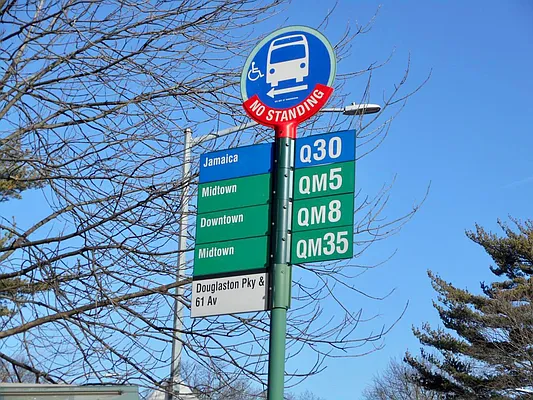 NO STANDING
Jamaica Q30
Midtown QM5
Downtown QM8
Midtown QM35
Douglaston Pky &
61 Av